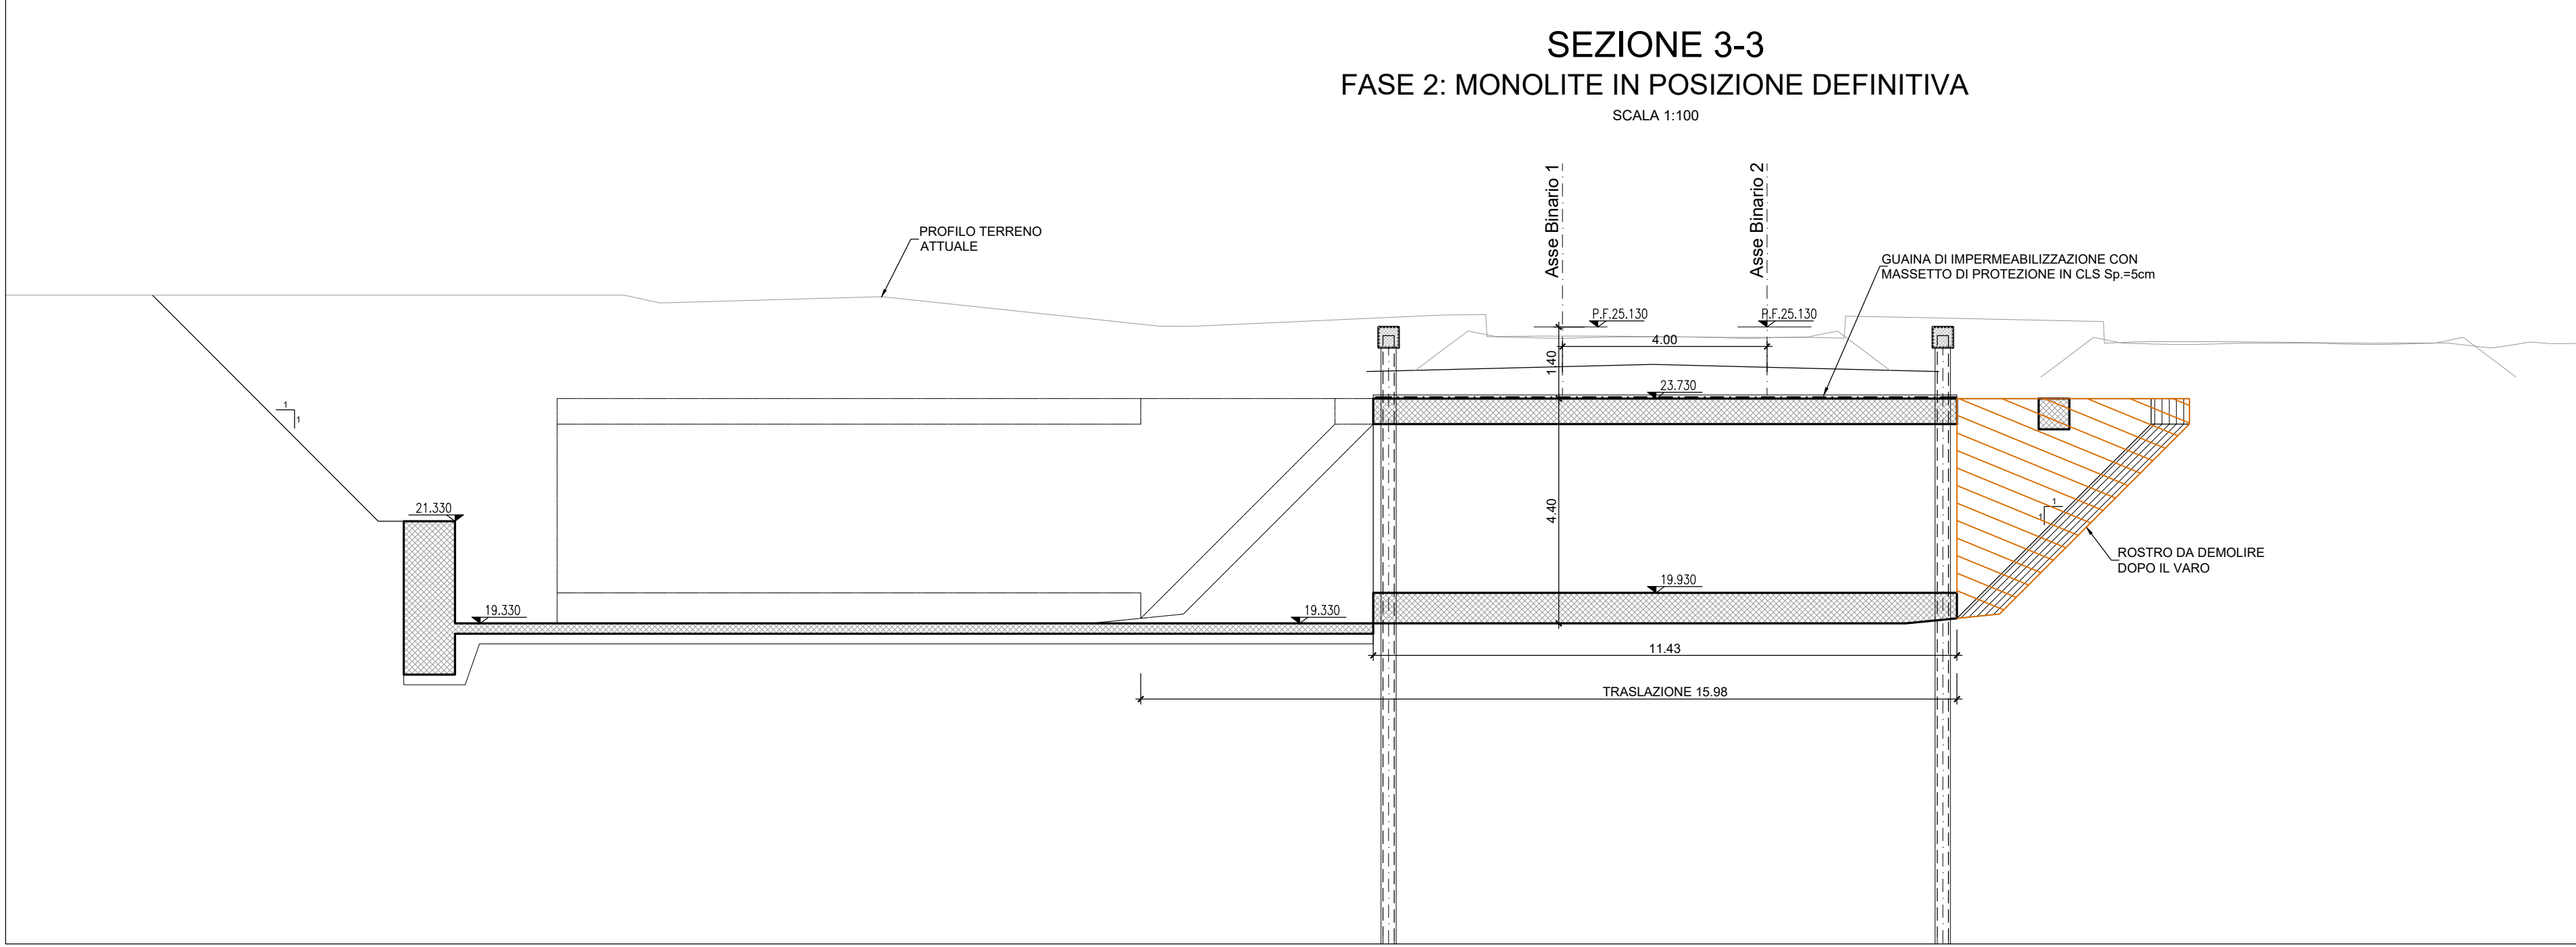 SEZIONE 3-3
FASE 2: MONOLITE IN POSIZIONE DEFINITIVA
SCALA 1:100
Asse Binario 1
Asse Binario 2
PROFILO TERRENO
ATTUALE
GUAINA DI IMPERMEABILIZZAZIONE CON
MASSETTO DI PROTEZIONE IN CLS Sp.=5cm
P.F.25.130
P.F.25.130
4.00
1.40
23.730
1
1
4.40
21.330
1
1
ROSTRO DA DEMOLIRE
DOPO IL VARO
19.930
19.330
19.330
11.43
TRASLAZIONE 15.98